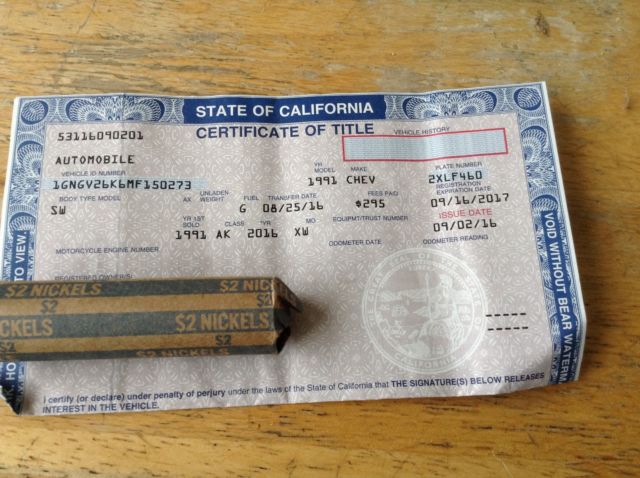 STATE OF CALIFORNIA
CERTIFICATE OF TITLE
VEHICLE HISTORY
53116090201
AUTOMOBILE
VEHICLE ID NUMBER YR MODEL MAKE PLATE NUMBER
1GNGV26K6MF150273 1991 CHEV 2XLF460
BODY TYPE MODEL AX UNLADEN WEIGHT FUEL TRANSFER DATE FEES PAID REGISTRATION EXPIRATION DATE
SW G 08/25/16 $295 09/16/2017
YR 1ST SOLD CLASS YR MO EQUIPMT/TRUST NUMBER ISSUE DATE
1991 AK 2016 XW 09/02/16
MOTORCYCLE ENGINE NUMBER ODOMETER DATE ODOMETER READING
REGISTERED OWNER(S)
$2 NICKELS $2 NIC
$2
CKELS $2 NICKELS
$2 $2
NICKELS
TO VIEW,
HO
VOID WITHOUT BEAR WATERM
I certify (or declare) under penalty of perjury under the laws of the State of California that THE SIGNATURE(S) BELOW RELEASES
INTEREST IN THE VEHICLE.